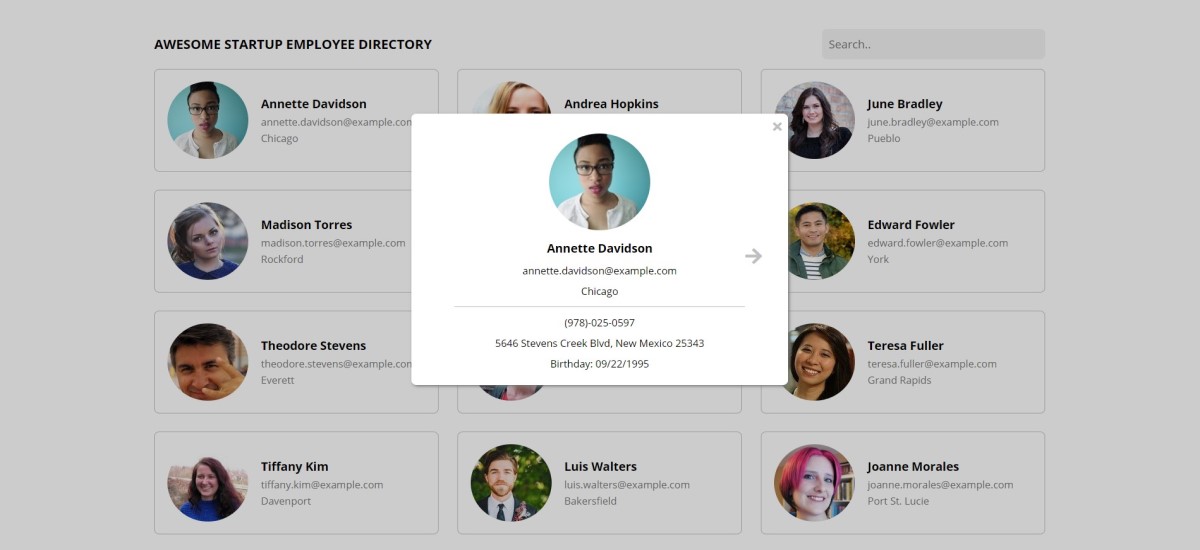 AWESOME STARTUP EMPLOYEE DIRECTORY
Search..
Annette Davidson
annette.davidson@example.com
Chicago
Andrea Hopkins
June Bradley
june.bradley@example.com
Pueblo
Madison Torres
madison.torres@example.com
Rockford
Edward Fowler
edward.fowler@example.com
York
Theodore Stevens
theodore.stevens@example.com
Everett
Teresa Fuller
teresa.fuller@example.com
Grand Rapids
Tiffany Kim
tiffany.kim@example.com
Davenport
Luis Walters
luis.walters@example.com
Bakersfield
Joanne Morales
joanne.morales@example.com
Port St. Lucie
×
Annette Davidson
annette.davidson@example.com
Chicago
(978)-025-0597
5646 Stevens Creek Blvd, New Mexico 25343
Birthday: 09/22/1995